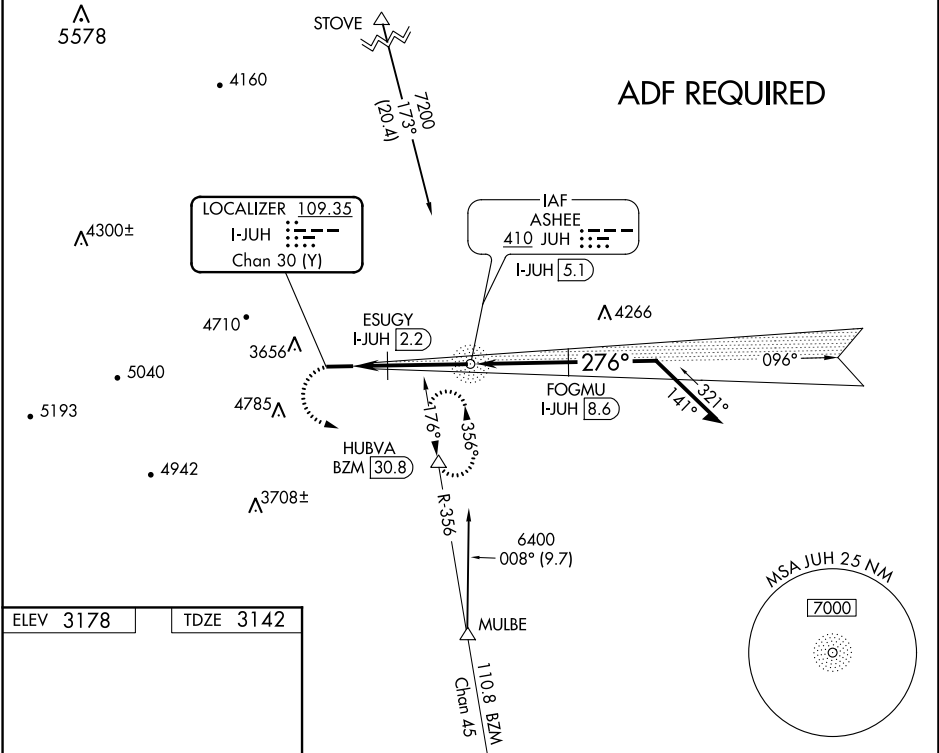 5578
STOVE
4160
7200
173°
(20.4)
ADF REQUIRED
LOCALIZER 109.35
I-JUH
Chan 30 (Y)
IAF
ASHEE
410 JUH
I-JUH 5.1
4300±
4710
3656
ESUGY
I-JUH 2.2
4266
276°
096°
5040
5193
4785
FOGMU
I-JUH 8.6
321°
141°
176°
356°
HUBVA
BZM 30.8
4942
3708±
R-356
6400
008° (9.7)
MSA JUH 25 NM
7000
ELEV 3178
TDZE 3142
MULBE
110.8 BZM
Chan 45